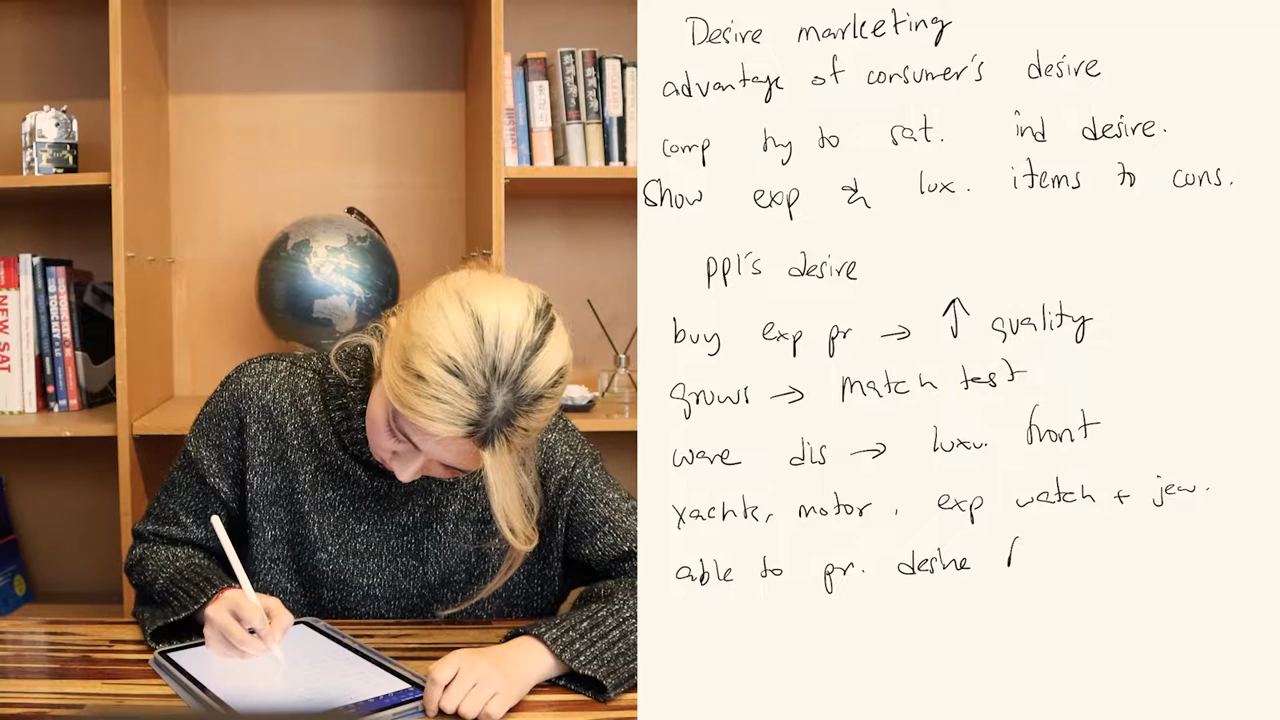 Desire marketing
advantage of consumer's desire
comp try to sat. ind desire.
Show exp & lux. items to cons.
ppl's desire
buy exp pr → ↑ quality
grows → match test
ware dis → luxu. front
yachts, motor, exp watch + jew.
able to pr. desire (
NEW SAT